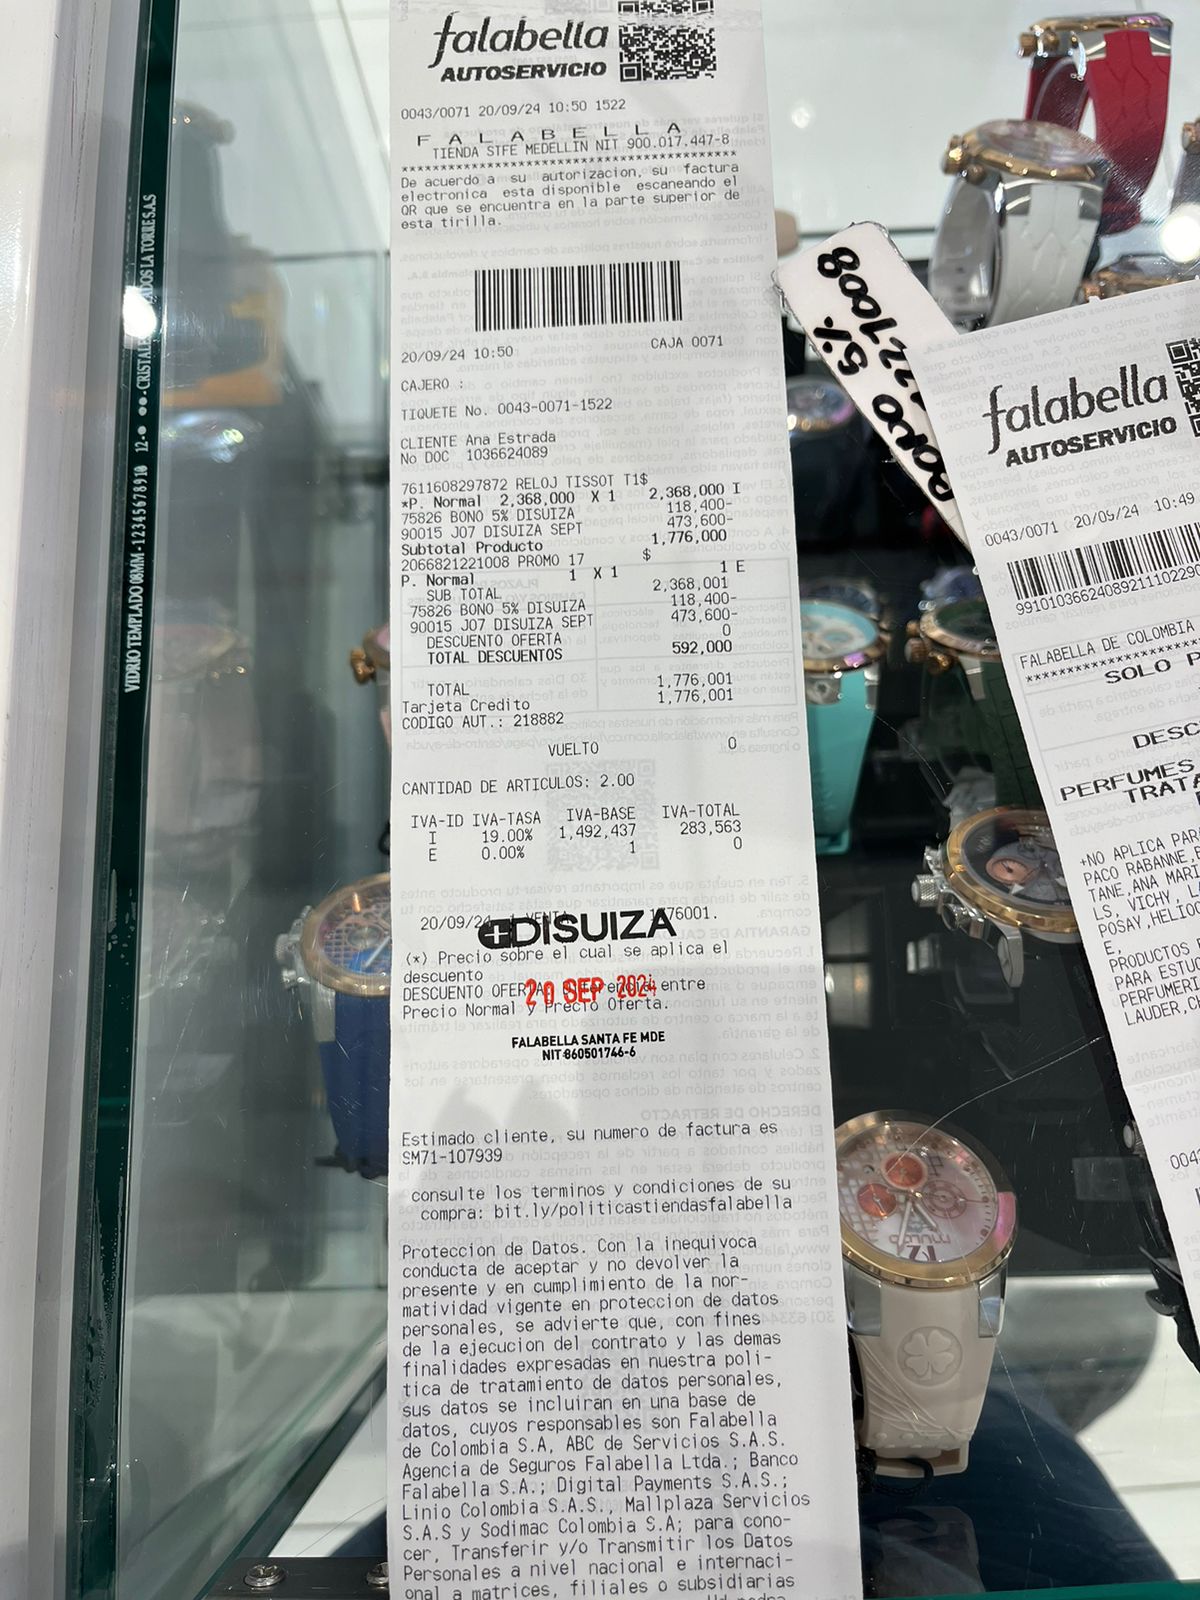 falabella
AUTOSERVICIO
0043/0071 20/09/24 10:50 1522
F A L A B E L L A
TIENDA STFE MEDELLIN NIT 900.017.447-8
De acuerdo a su autorizacion, su factura
electronica esta disponible escaneando el
QR que se encuentra en la parte superior de
esta tirilla.
20/09/24 10:50 CAJA 0071
CAJERO :
TIQUETE No. 0043-0071-1522
CLIENTE Ana Estrada
No DOC 1036624089
7611608297872 RELOJ TISSOT T1$
*P. Normal 2,368,000 X 1 2,368,000 I
75826 BONO 5% DISUIZA 118,400-
90015 J07 DISUIZA SEPT 473,600-
Subtotal Producto 1,776,000
2066821221008 PROMO 17 $
P. Normal 1 X 1 1 E
SUB TOTAL 2,368,001
75826 BONO 5% DISUIZA 118,400-
90015 J07 DISUIZA SEPT 473,600-
DESCUENTO OFERTA 0
TOTAL DESCUENTOS 592,000
TOTAL 1,776,001
Tarjeta Credito 1,776,001
CODIGO AUT.: 218882
VUELTO 0
CANTIDAD DE ARTICULOS: 2.00
IVA-ID IVA-TASA IVA-BASE IVA-TOTAL
I 19.00% 1,492,437 283,563
E 0.00% 1 0
20/09/24 1 VENTA 1776001.
DISUIZA
(*) Precio sobre el cual se aplica el
descuento
DESCUENTO OFERTA: Diferencia entre
20 SEP 2024
Precio Normal y Precio Oferta.
FALABELLA SANTA FE MDE
NIT 860501746-6
Estimado cliente, su numero de factura es
SM71-107939
consulte los terminos y condiciones de su
compra: bit.ly/politicastiendasfalabella
Proteccion de Datos. Con la inequivoca
conducta de aceptar y no devolver la
presente y en cumplimiento de la nor-
matividad vigente en proteccion de datos
personales, se advierte que, con fines
de la ejecucion del contrato y las demas
finalidades expresadas en nuestra poli-
tica de tratamiento de datos personales,
sus datos se incluiran en una base de
datos, cuyos responsables son Falabella
de Colombia S.A, ABC de Servicios S.A.S.
Agencia de Seguros Falabella Ltda.; Banco
Falabella S.A.; Digital Payments S.A.S.;
Linio Colombia S.A.S., Mallplaza Servicios
S.A.S y Sodimac Colombia S.A; para cono-
cer, Transferir y/o Transmitir los Datos
Personales a nivel nacional e internaci-
onal a matrices, filiales o subsidiarias
BONO 5%
falabella
AUTOSERVICIO
0043/0071 20/09/24 10:49
FALABELLA DE COLOMBIA
SOLO P
DESC
PERFUMES
TRATA
+NO APLICA PAR
PACO RABANNE,
TANE,ANA MARI
LS, VICHY, L
POSAY,HELIOC
E,
PRODUCTOS
PARA ESTU
PERFUMERI
LAUDER,C
0043
VIDRIO TEMPLADO 08MM-12345678910 12-